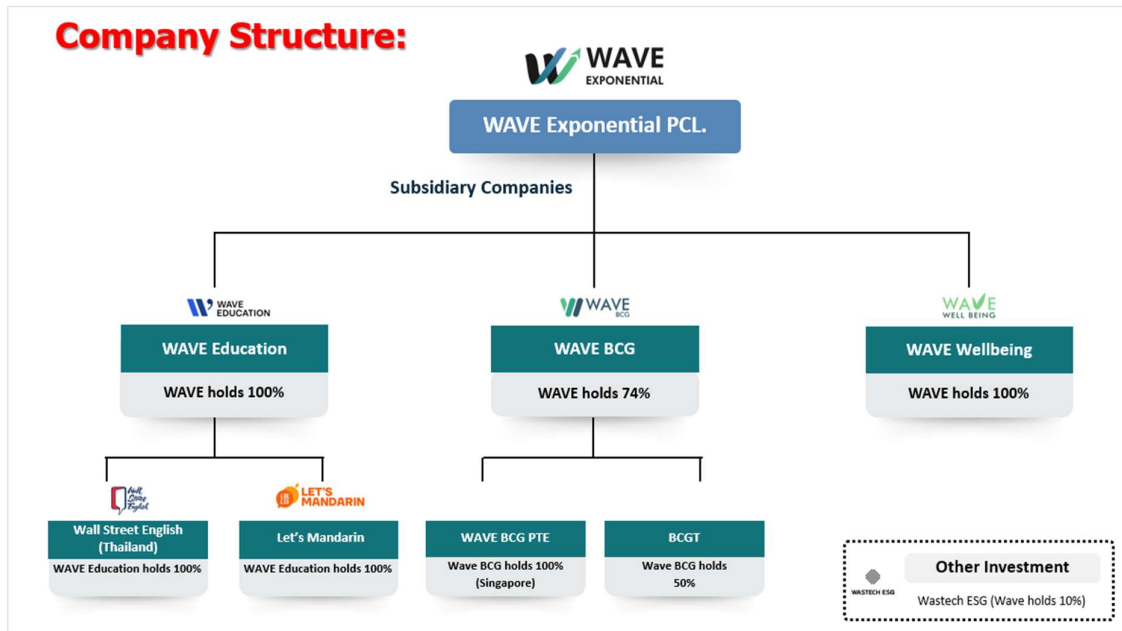 Company Structure:
WAVE
EXPONENTIAL
WAVE Exponential PCL.
Subsidiary Companies
WAVE
EDUCATION
WAVE Education
WAVE holds 100%
WAVE
BCG
WAVE BCG
WAVE holds 74%
WAVE
WELL BEING
WAVE Wellbeing
WAVE holds 100%
Wall
Street
English
Wall Street English
(Thailand)
WAVE Education holds 100%
LET'S
MANDARIN
Let's Mandarin
WAVE Education holds 100%
WAVE BCG PTE
Wave BCG holds 100%
(Singapore)
BCGT
Wave BCG holds
50%
WASTECH ESG
Other Investment
Wastech ESG (Wave holds 10%)